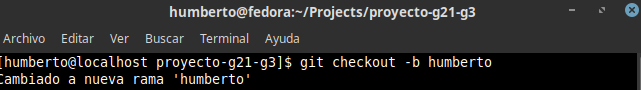 humberto@fedora:~/Projects/proyecto-g21-g3
Archivo Editar Ver Buscar Terminal Ayuda
[humberto@localhost proyecto-g21-g3]$ git checkout -b humberto
Cambiado a nueva rama 'humberto'